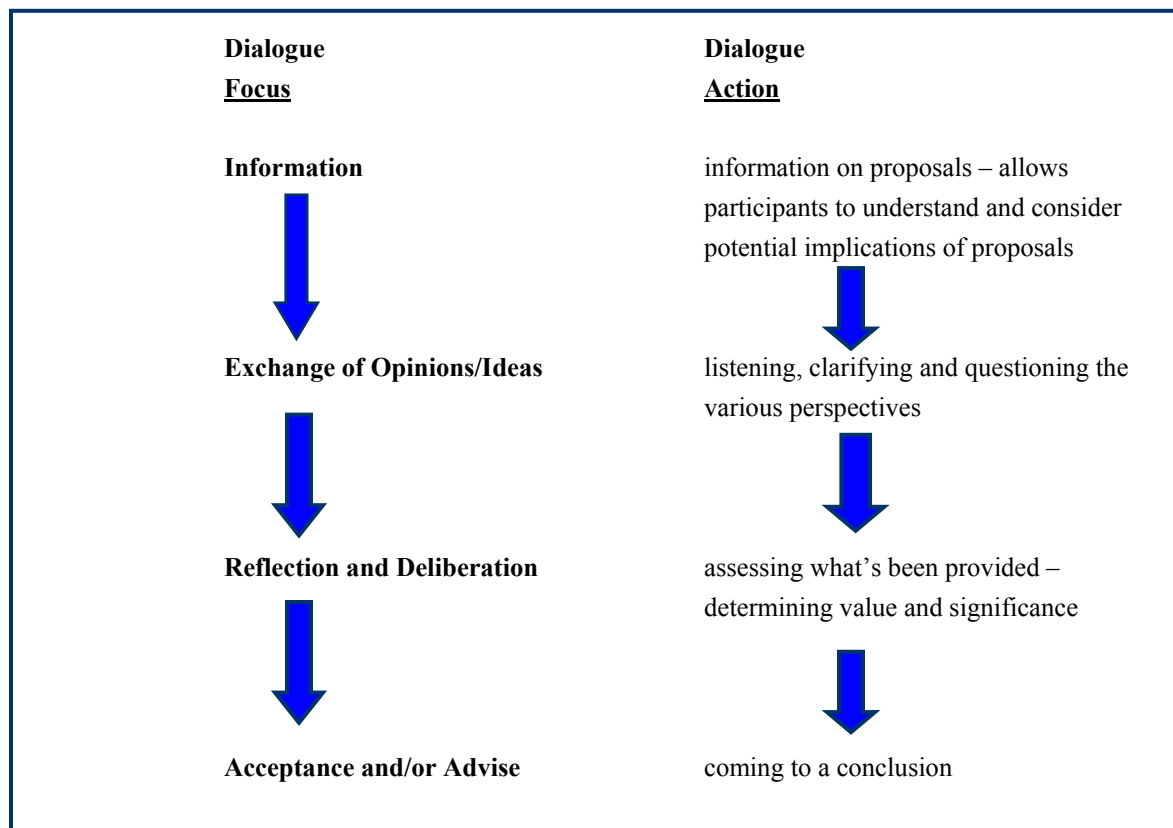 Dialogue
Focus
Dialogue
Action
Information
information on proposals – allows
participants to understand and consider
potential implications of proposals
Exchange of Opinions/Ideas
listening, clarifying and questioning the
various perspectives
Reflection and Deliberation
assessing what's been provided –
determining value and significance
Acceptance and/or Advise
coming to a conclusion